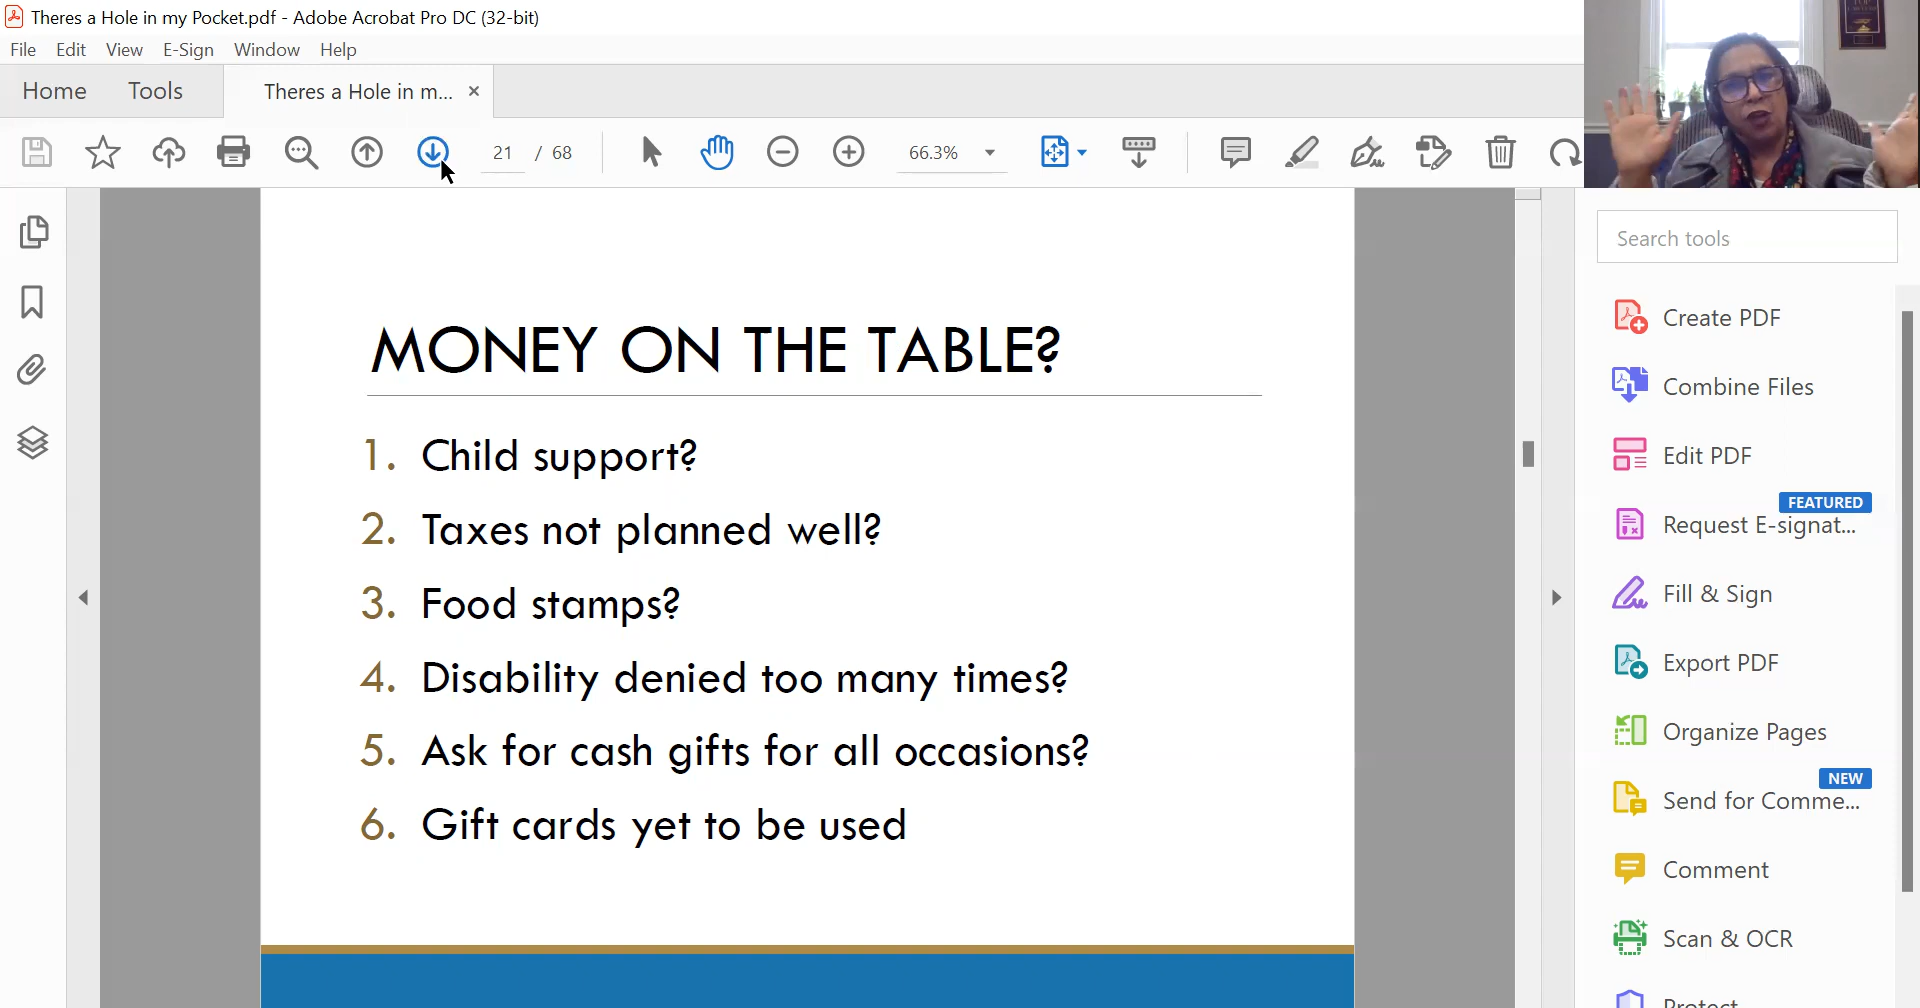 Theres a Hole in my Pocket.pdf - Adobe Acrobat Pro DC (32-bit)
File Edit View E-Sign Window Help
Home Tools Theres a Hole in m... ×
21 / 68 66.3%
TOP
Search tools
Create PDF
Combine Files
Edit PDF
FEATURED
Request E-signat...
Fill & Sign
Export PDF
Organize Pages
NEW
Send for Comme...
Comment
Scan & OCR
Protect
MONEY ON THE TABLE?
1. Child support?
2. Taxes not planned well?
3. Food stamps?
4. Disability denied too many times?
5. Ask for cash gifts for all occasions?
6. Gift cards yet to be used